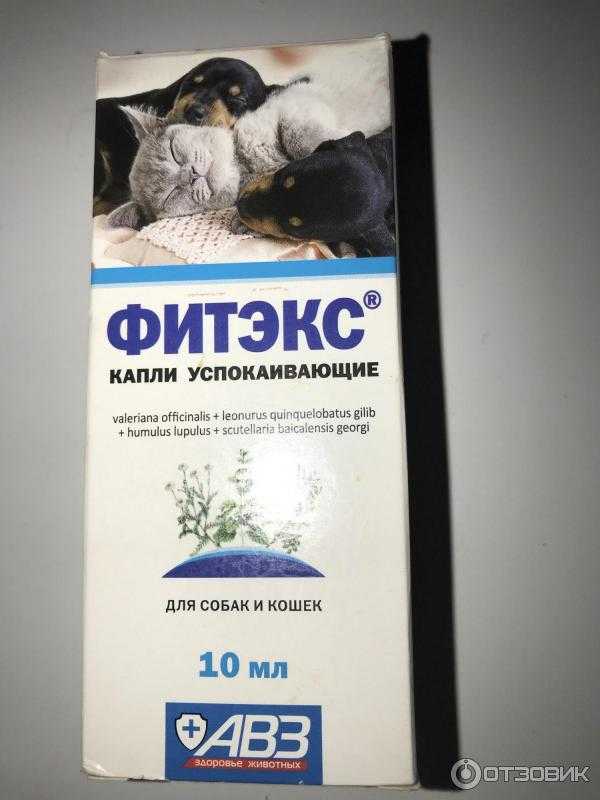 ФИТЭКС®
КАПЛИ УСПОКАИВАЮЩИЕ
valeriana officinalis + leonurus quinquelobatus gilib
+ humulus lupulus + scutellaria baicalensis georgi
ДЛЯ СОБАК И КОШЕК
10 мл
АВЗ
здоровье животных
ОТЗОВИК